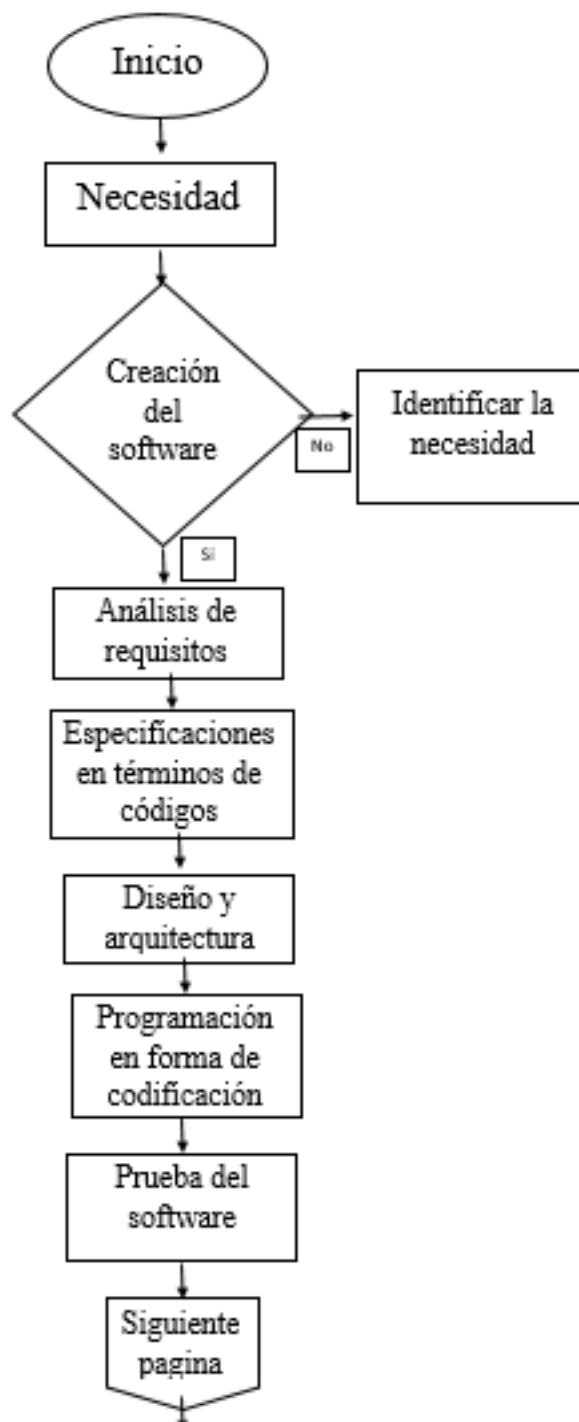 Inicio
Necesidad
Creación
del
software
No
Identificar la
necesidad
Si
Análisis de
requisitos
Especificaciones
en términos de
códigos
Diseño y
arquitectura
Programación
en forma de
codificación
Prueba del
software
Siguiente
pagina